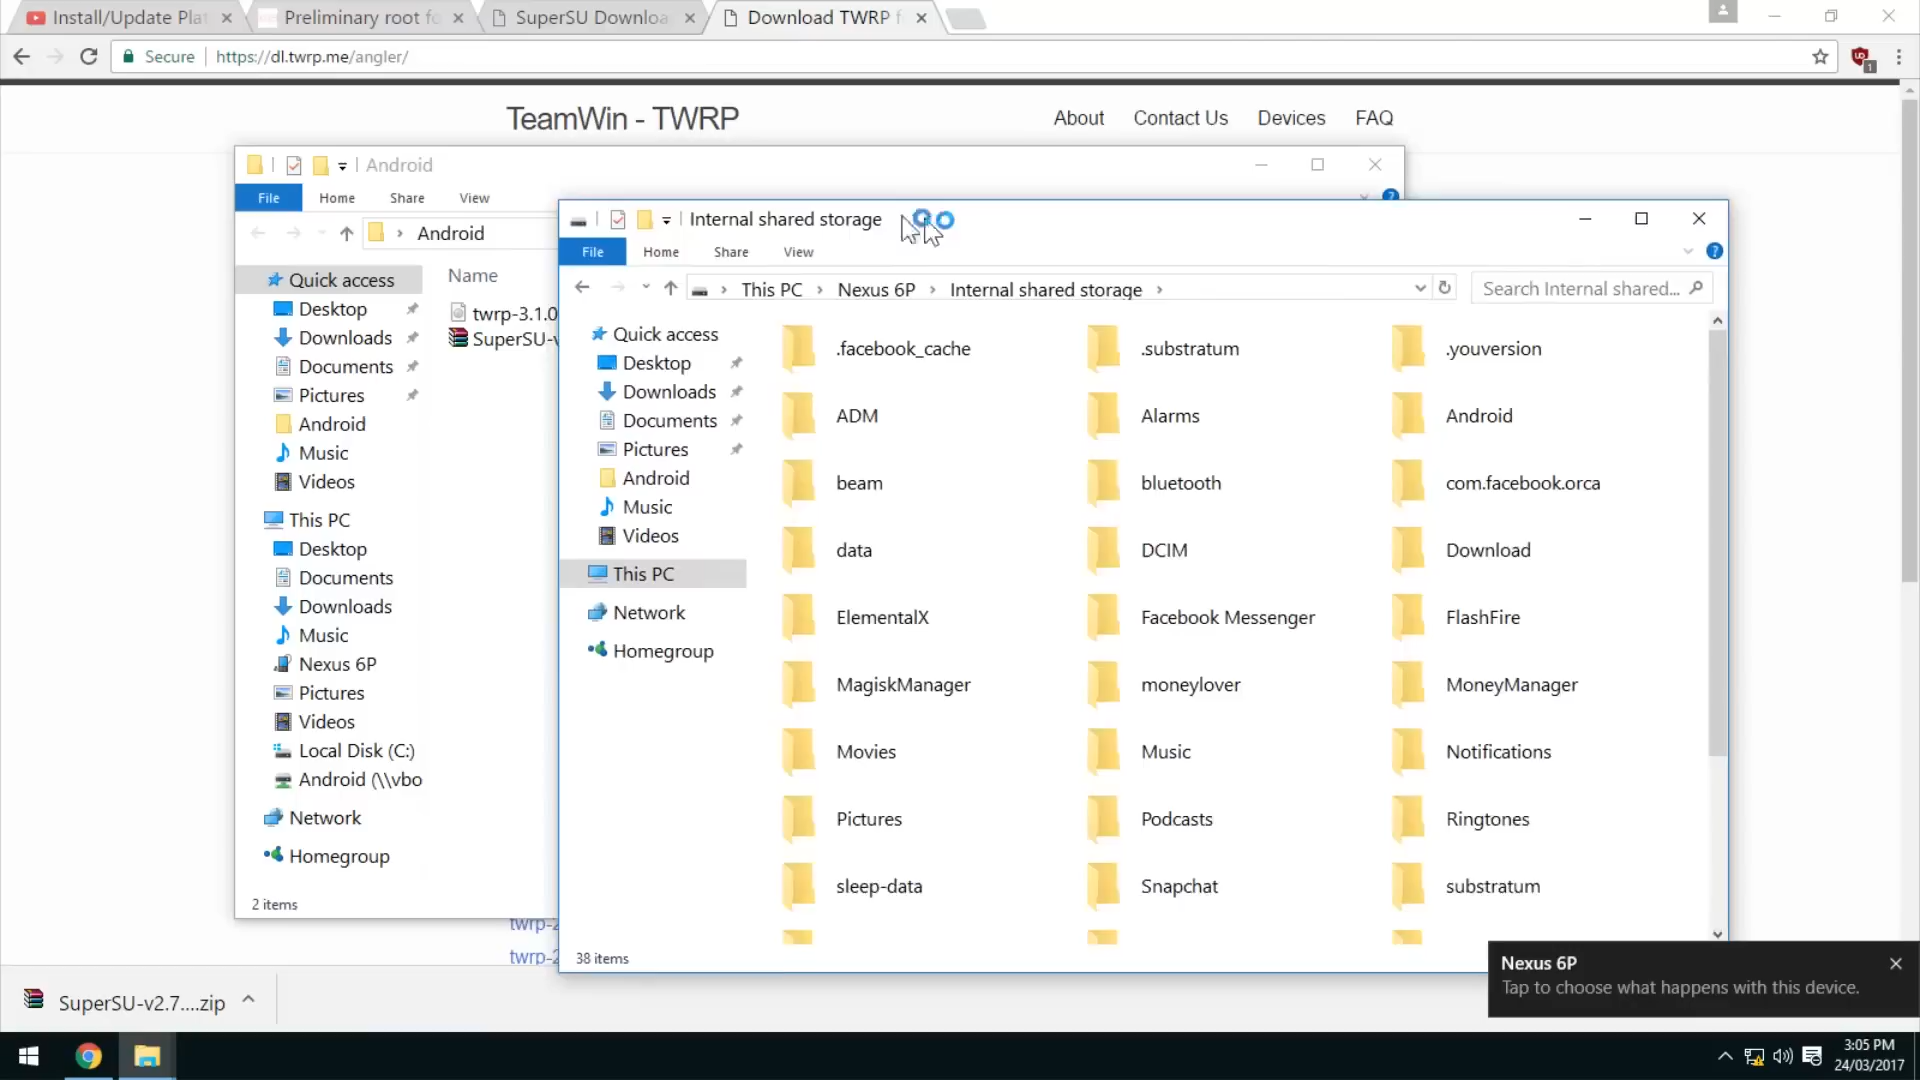 Install/Update Plat
Preliminary root fo
SuperSU Downloa
Download TWRP f
Secure
https://dl.twrp.me/angler/
1
TeamWin - TWRP
About
Contact Us
Devices
FAQ
Android
File
Home
Share
View
Android
Name
twrp-3.1.0
SuperSU-v
Quick access
Desktop
Downloads
Documents
Pictures
Android
Music
Videos
This PC
Desktop
Documents
Downloads
Music
Nexus 6P
Pictures
Videos
Local Disk (C:)
Android (\\vbo
Network
Homegroup
2 items
Internal shared storage
File
Home
Share
View
This PC
Nexus 6P
Internal shared storage
Search Internal shared...
Quick access
Desktop
Downloads
Documents
Pictures
Android
Music
Videos
This PC
Network
Homegroup
.facebook_cache
.substratum
.youversion
ADM
Alarms
Android
beam
bluetooth
com.facebook.orca
data
DCIM
Download
ElementalX
Facebook Messenger
FlashFire
MagiskManager
moneylover
MoneyManager
Movies
Music
Notifications
Pictures
Podcasts
Ringtones
sleep-data
Snapchat
substratum
38 items
twrp-2
twrp-2
Nexus 6P
Tap to choose what happens with this device.
SuperSU-v2.7....zip
3:05 PM
24/03/2017